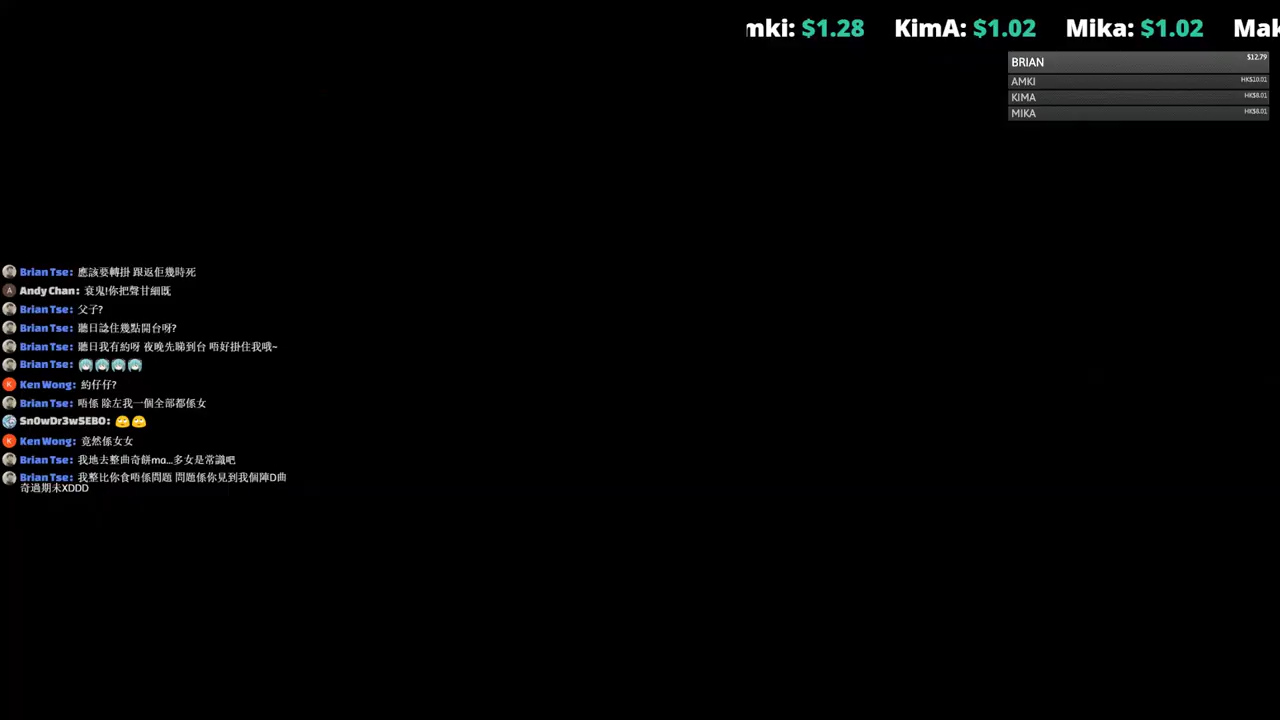 mki: $1.28 KimA: $1.02 Mika: $1.02 Mak
BRIAN $12.79
AMKI HK$10.01
KIMA HK$8.01
MIKA HK$8.01
Brian Tse: 應該要轉掛 跟返佢幾時死
Andy Chan: 衰鬼!你把聲甘細既
Brian Tse: 父子?
Brian Tse: 聽日諗住幾點開台呀?
Brian Tse: 聽日我有約呀 夜晚先睇到台 唔好掛住我哦~
Brian Tse:
Ken Wong: 約仔仔?
Brian Tse: 唔係 除左我一個全部都係女
Sn0wDr3w5EBO:
Ken Wong: 竟然係女女
Brian Tse: 我地去整曲奇餅ma...多女是常識吧
Brian Tse: 我整比你食唔係問題 問題係你見到我個陣D曲
奇過期未XDDD